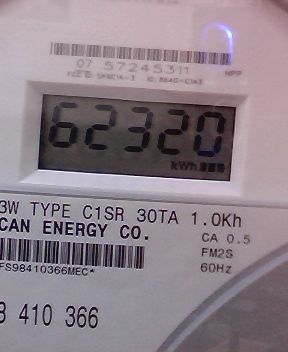 07 57245311
62320
kWh
3W TYPE C1SR 30TA 1.0Kh
CAN ENERGY CO.
CA 0.5
FM2S
FS98410366MEC*
60Hz
8 410 366